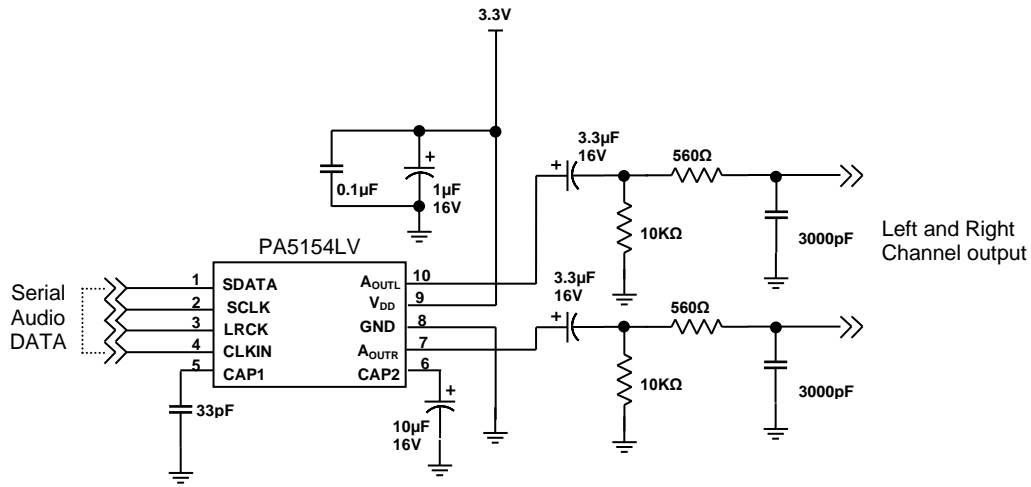 3.3V
3.3µF
16V
560Ω
0.1µF
1µF
16V
10KΩ
3000pF
Left and Right
Channel output
PA5154LV
Serial
Audio
DATA
1
SDATA
2
SCLK
3
LRCK
4
CLKIN
5
CAP1
AOUTL
10
VDD
9
GND
8
AOUTR
7
CAP2
6
3.3µF
16V
560Ω
10KΩ
3000pF
33pF
10µF
16V